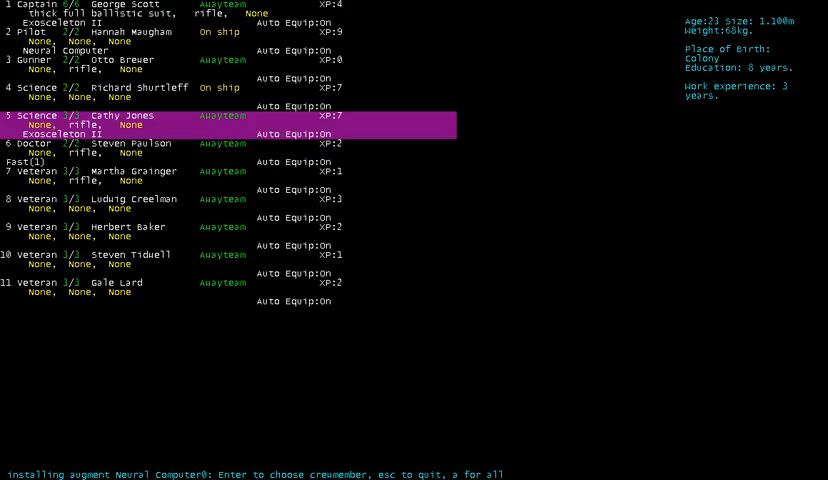 1 Captain 6/6 George Scott Awayteam XP:4
thick full ballistic suit, rifle, None
Exosceleton II Auto Equip:On
2 Pilot 2/2 Hannah Maugham On ship XP:9
None, None, None
Neural Computer Auto Equip:On
3 Gunner 2/2 Otto Brewer Awayteam XP:0
None, rifle, None
Auto Equip:On
4 Science 2/2 Richard Shurtleff On ship XP:7
None, None, None
Auto Equip:On
5 Science 3/3 Cathy Jones Awayteam XP:7
None, rifle, None
Exosceleton II Auto Equip:On
6 Doctor 2/2 Steven Paulson Awayteam XP:2
None, None, None
Fast(1) Auto Equip:On
7 Veteran 3/3 Martha Grainger Awayteam XP:1
None, rifle, None
Auto Equip:On
8 Veteran 3/3 Ludwig Creelman Awayteam XP:3
None, None, None
Auto Equip:On
9 Veteran 3/3 Herbert Baker Awayteam XP:2
None, None, None
Auto Equip:On
10 Veteran 3/3 Steven Tidwell Awayteam XP:1
None, None, None
Auto Equip:On
11 Veteran 3/3 Gale Lard Awayteam XP:2
None, None, None
Auto Equip:On
Age:23 Size: 1.100m
Weight:68kg.
Place of Birth:
Colony
Education: 8 years.
Work experience: 3
years.
installing augment Neural Computer@: Enter to choose crewmember, esc to quit, a for all